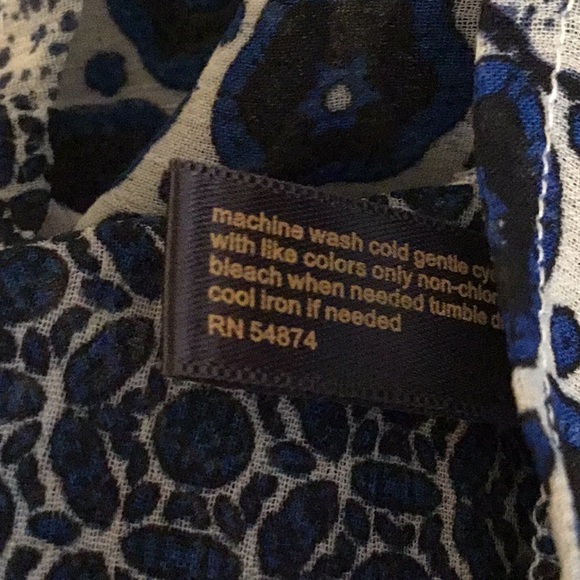 machine wash cold gentle cy
with like colors only non-chlor
bleach when needed tumble d
cool iron if needed
RN 54874